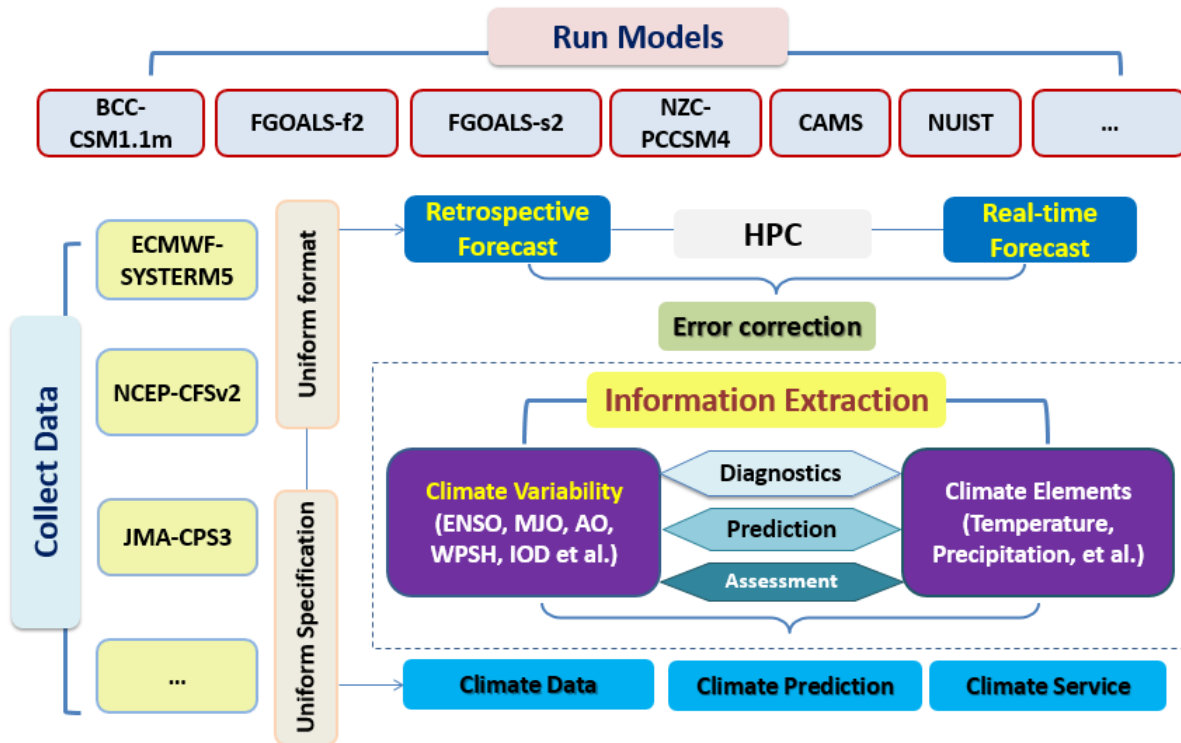 Run Models
BCC-
CSM1.1m
FGOALS-f2
FGOALS-s2
NZC-
PCCSM4
CAMS
NUIST
...
Collect Data
ECMWF-
SYSTERM5
NCEP-CFSv2
JMA-CPS3
...
Uniform format
Uniform Specification
Retrospective
Forecast
HPC
Real-time
Forecast
Error correction
Information Extraction
Climate Variability
(ENSO, MJO, AO,
WPSH, IOD et al.)
Diagnostics
Prediction
Assessment
Climate Elements
(Temperature,
Precipitation, et al.)
Climate Data
Climate Prediction
Climate Service